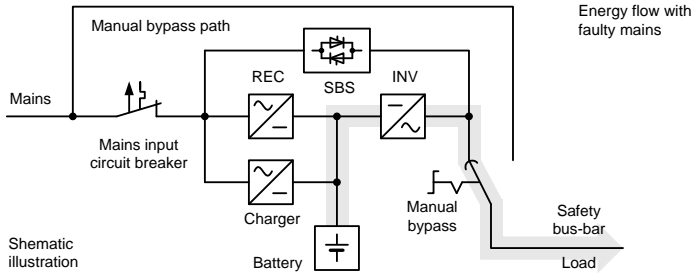 Manual bypass path
Energy flow with
faulty mains
REC
SBS
INV
Mains
Mains input
circuit breaker
Charger
Manual
bypass
Safety
bus-bar
Load
Shematic
illustration
Battery